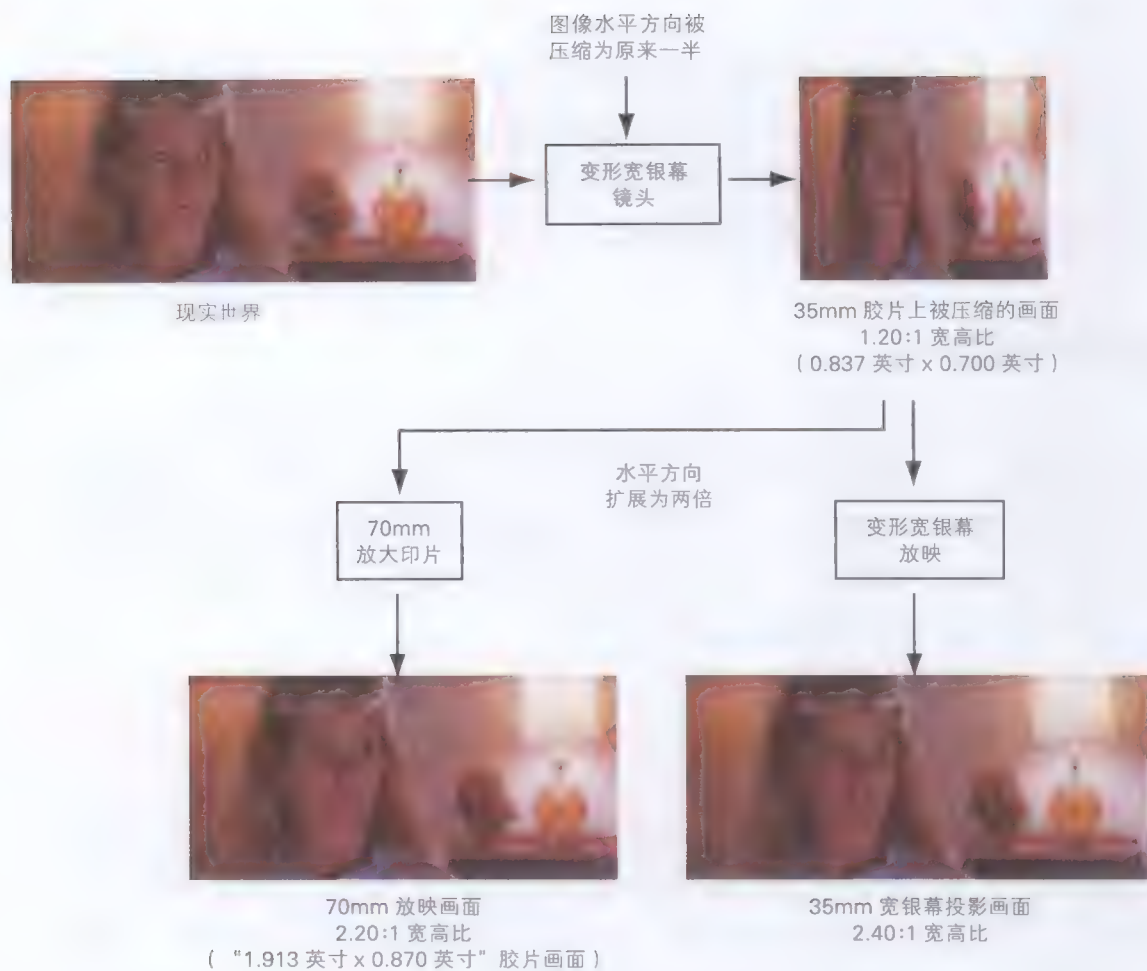 图像水平方向被
压缩为原来一半
变形宽银幕
镜头
现实世界
35mm 胶片上被压缩的画面
1.20:1 宽高比
( 0.837 英寸 x 0.700 英寸 )
水平方向
扩展为两倍
70mm
放大印片
变形宽银幕
放映
70mm 放映画面
2.20:1 宽高比
( “1.913 英寸 x 0.870 英寸” 胶片画面 )
35mm 宽银幕投影画面
2.40:1 宽高比